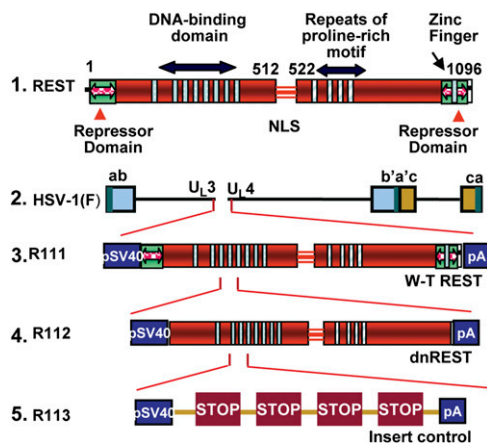 DNA-binding domain
Repeats of proline-rich motif
Zinc Finger
1
512
522
1096
1. REST
NLS
Repressor Domain
Repressor Domain
ab
UL3
UL4
b'a'c
ca
2. HSV-1(F)
3. R111
pSV40
pA
W-T REST
4. R112
pSV40
pA
dnREST
5. R113
pSV40
STOP
STOP
STOP
STOP
pA
Insert control